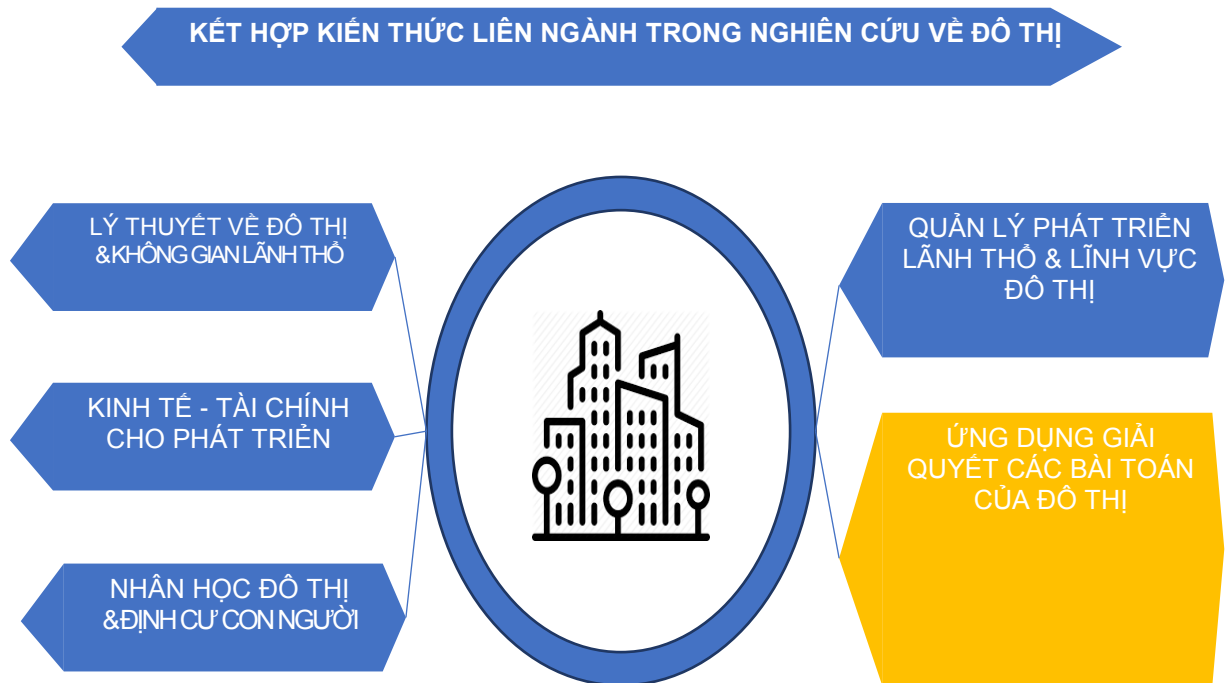 KẾT HỢP KIẾN THỨC LIÊN NGÀNH TRONG NGHIÊN CỨU VỀ ĐÔ THỊ
LÝ THUYẾT VỀ ĐÔ THỊ
& KHÔNG GIAN LÃNH THỔ
KINH TẾ - TÀI CHÍNH
CHO PHÁT TRIỂN
NHÂN HỌC ĐÔ THỊ
& ĐỊNH CƯ CON NGƯỜI
QUẢN LÝ PHÁT TRIỂN
LÃNH THỔ & LĨNH VỰC
ĐÔ THỊ
ỨNG DỤNG GIẢI
QUYẾT CÁC BÀI TOÁN
CỦA ĐÔ THỊ